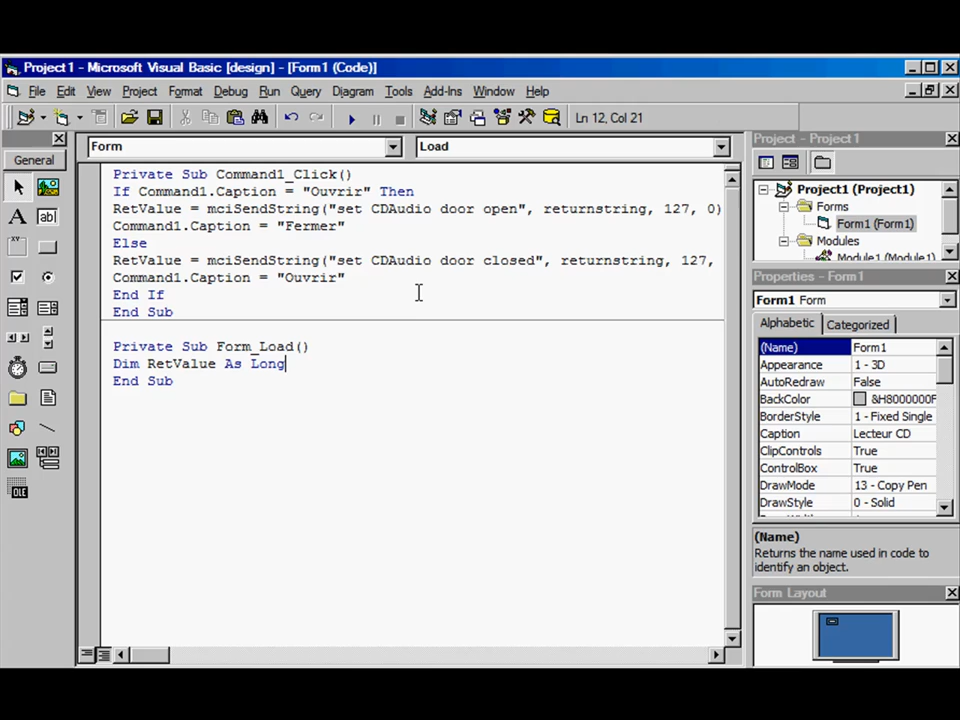 Project1 - Microsoft Visual Basic [design] - [Form1 (Code)]
File Edit View Project Format Debug Run Query Diagram Tools Add-Ins Window Help
Ln 12, Col 21
General
Form
Load
Private Sub Command1_Click()
If Command1.Caption = "Ouvrir" Then
RetValue = mciSendString("set CDAudio door open", returnstring, 127, 0)
Command1.Caption = "Fermer"
Else
RetValue = mciSendString("set CDAudio door closed", returnstring, 127,
Command1.Caption = "Ouvrir"
End If
End Sub
Private Sub Form_Load()
Dim RetValue As Long
End Sub
A
ab|
XY
OLE
Project - Project1
Project1 (Project1)
Forms
Form1 (Form1)
Modules
Module1 (Module1)
Properties - Form1
Form1 Form
Alphabetic Categorized
(Name) Form1
Appearance 1 - 3D
AutoRedraw False
BackColor &H8000000F
BorderStyle 1 - Fixed Single
Caption Lecteur CD
ClipControls True
ControlBox True
DrawMode 13 - Copy Pen
DrawStyle 0 - Solid
(Name)
Returns the name used in code to
identify an object.
Form Layout